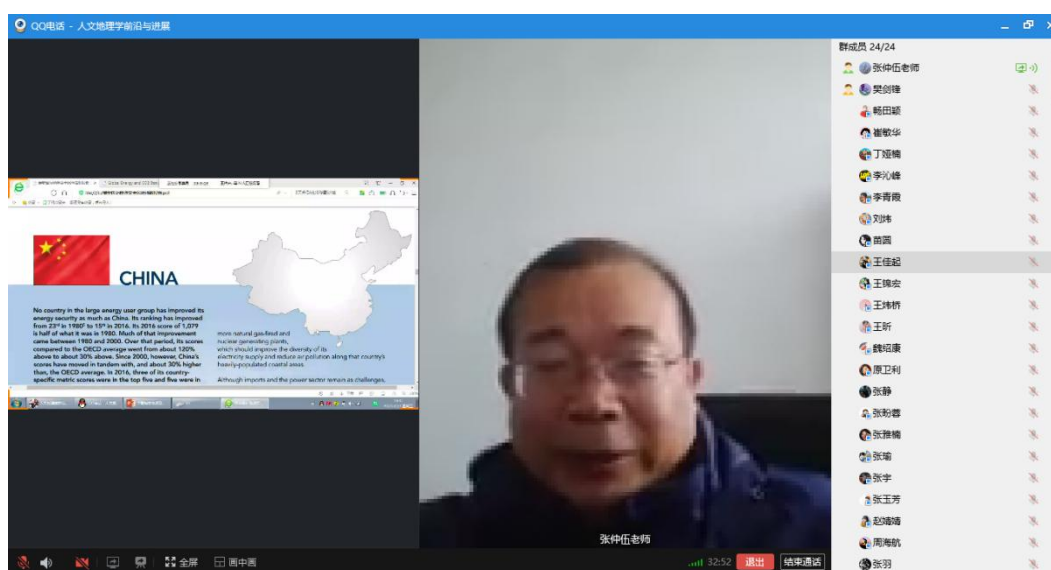 QQ电话 - 人文地理学前沿与进展
群成员 24/24
张仲伍老师
樊剑锋
畅田颖
崔敏华
丁娅楠
李沁峰
李青霞
刘炜
苗圆
王佳起
王锦宏
王炜桥
王昕
魏绍康
原卫利
张静
张盼蓉
张雅楠
张瑜
张宇
张玉芳
赵婧婧
周海航
张羽
CHINA
No country in the large energy user group has improved its
energy security as much as China. Its ranking has improved
from 23rd in 1980 to 15th in 2016. Its 2016 score of 1,079
is half of what it was in 1980. Much of that improvement
came between 1980 and 2000. Over that period, its scores
compared to the OECD average went from about 120%
above to about 30% above. Since 2000, however, China's
scores have moved in tandem with, and about 30% higher
than, the OECD average. In 2016, three of its country-
specific metric scores were in the top five and five were in
more natural gas-fired and
nuclear generating plants,
which should improve the diversity of its
electricity supply and reduce air pollution along that country's
heavily-populated coastal areas.
Although imports and the power sector remain as challenges,
张仲伍老师
全屏
画中画
32:52
退出
结束通话